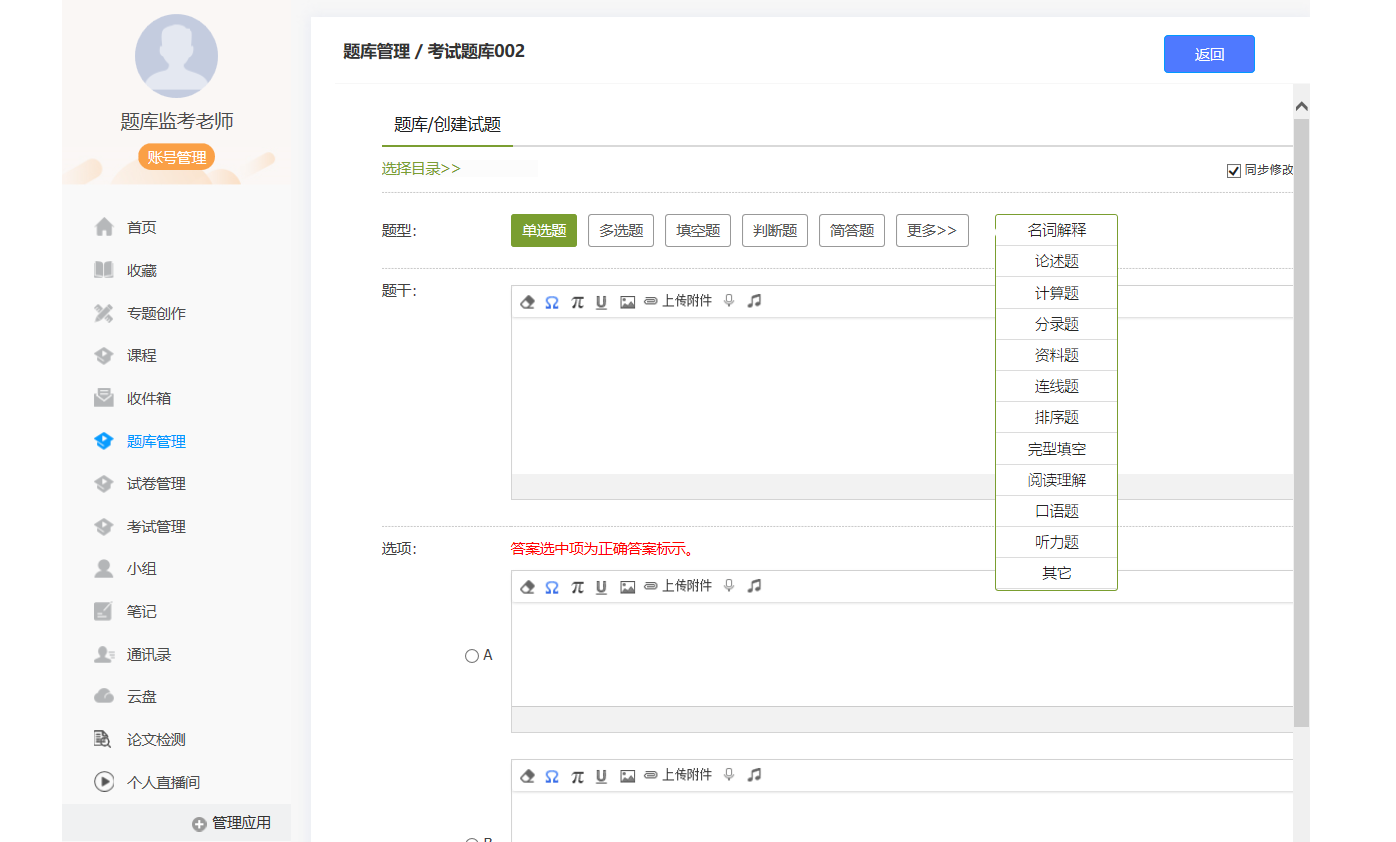 题库监考老师
账号管理
首页
收藏
专题创作
课程
收件箱
题库管理
试卷管理
考试管理
小组
笔记
通讯录
云盘
论文检测
个人直播间
管理应用
题库管理 / 考试题库002
返回
题库/创建试题
选择目录>>
同步修改
题型:
单选题 多选题 填空题 判断题 简答题 更多>>
名词解释
论述题
计算题
分录题
资料题
连线题
排序题
完型填空
阅读理解
口语题
听力题
其它
题干:
Ω π U 上传附件
选项:
答案选中项为正确答案标示。
Ω π U 上传附件
A
Ω π U 上传附件